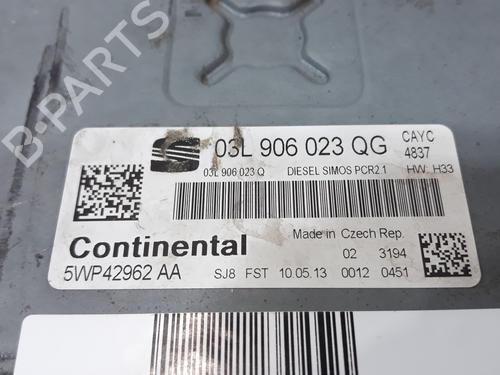 B-PARTS
03L 906 023 QG CAYC
4837
03L 906 023 Q DIESEL SIMOS PCR2.1 HW: H33
Continental Made in Czech Rep.
02 3194
5WP42962 AA SJ8 FST 10.05.13 0012 0451